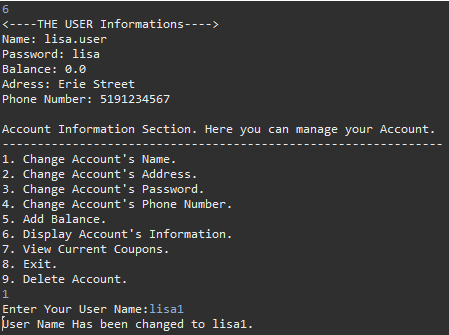 6
<----THE USER Informations---->
Name: lisa.user
Password: lisa
Balance: 0.0
Adress: Erie Street
Phone Number: 5191234567
Account Information Section. Here you can manage your Account.
----------------------------------------------------------------
1. Change Account's Name.
2. Change Account's Address.
3. Change Account's Password.
4. Change Account's Phone Number.
5. Add Balance.
6. Display Account's Information.
7. View Current Coupons.
8. Exit.
9. Delete Account.
1
Enter Your User Name:lisa1
User Name Has been changed to lisa1.